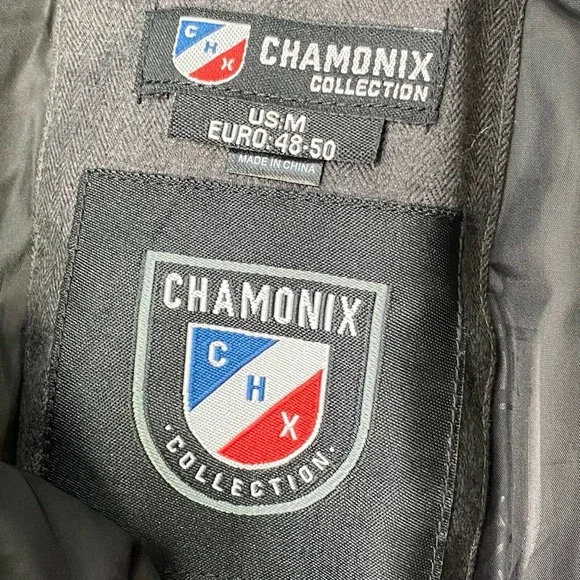 C
H
X
CHAMONIX
COLLECTION
US:M
EURO:48-50
MADE IN CHINA
CHAMONIX
C
H
X
·COLLECTION·